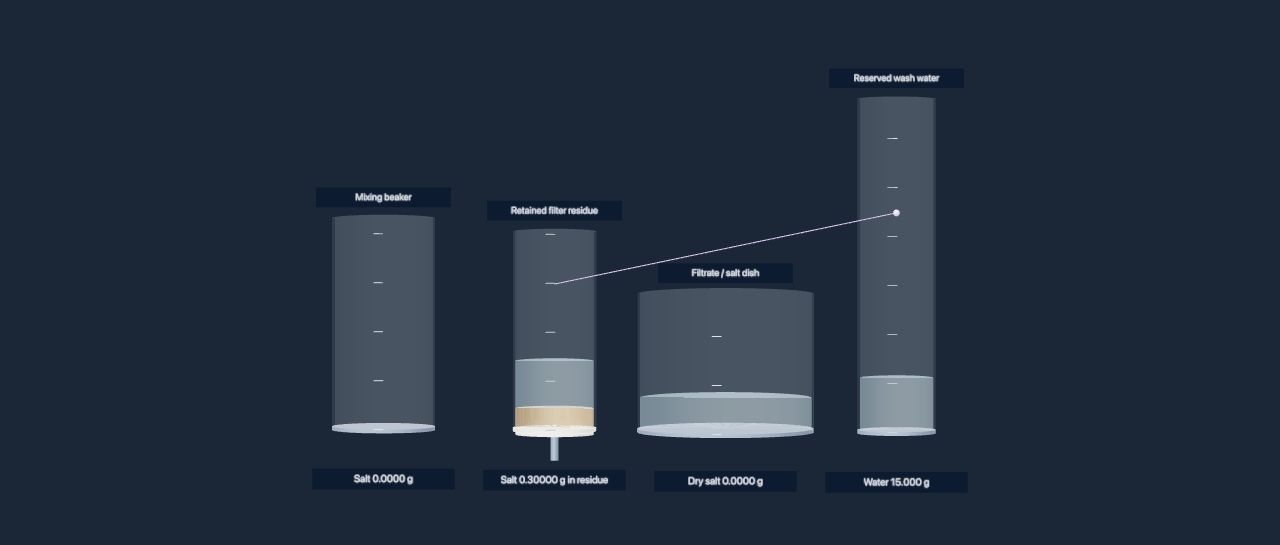 Reserved wash water
Mixing beaker
Retained filter residue
Filtrate / salt dish
Salt 0.0000 g
Salt 0.30000 g in residue
Dry salt 0.0000 g
Water 15.000 g